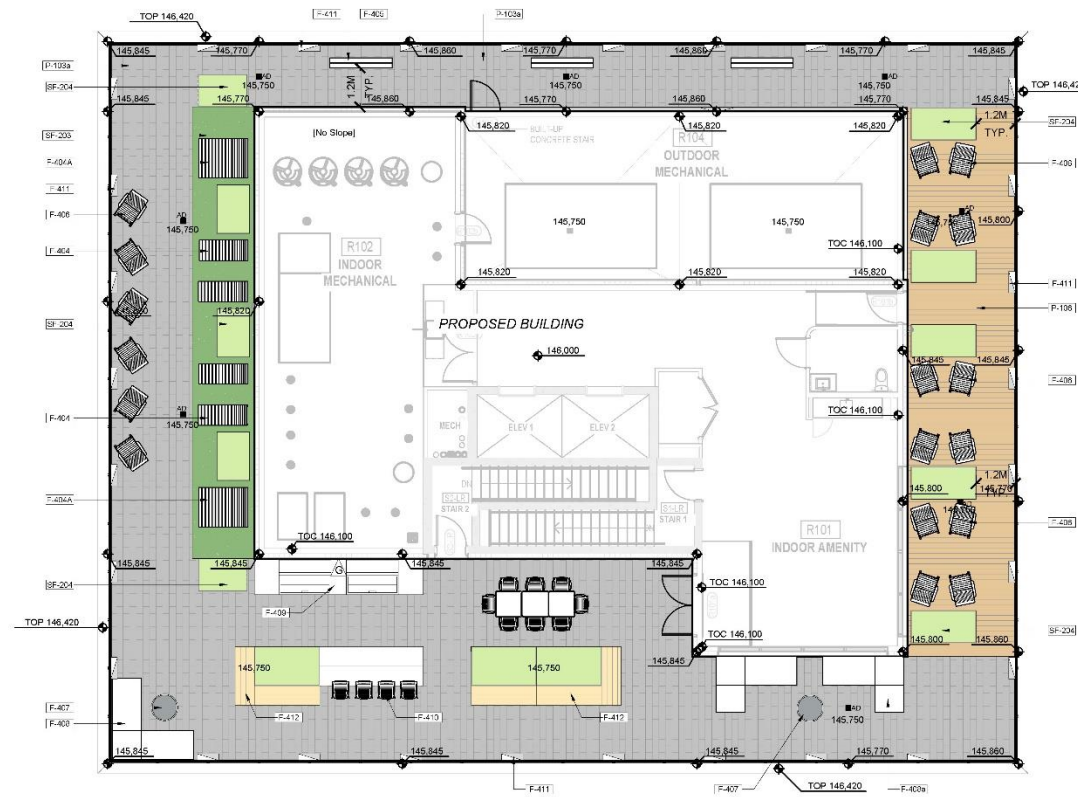 TOP 146,420
F-411
F-405
P-103a
145,845
145,770
145,860
145,770
145,860
145,770
145,845
P-103a
SF-204
AD
145,750
1.2M
TYP.
AD
145,750
AD
145,750
TOP 146,42
145,845
145,770
145,860
145,770
145,860
145,770
145,845
1.2M
TYP.
SF-204
SF-203
F-404A
F-411
F-406
[No Slope]
145,820
BUILT-UP
CONCRETE STAIR
145,820
R104
OUTDOOR
MECHANICAL
145,820
F-406
AD
145,750
F-404
R102
INDOOR
MECHANICAL
145,750
145,750
TOC 146,100
AD
145,800
F-411
P-106
145,820
145,820
145,820
145,820
SF-204
PROPOSED BUILDING
146,000
145,845
145,845
F-406
F-404
AD
145,750
MECH
ELEV 1
ELEV 2
TOC 146,100
F-404A
DN
STAIR 2
STAIR 1
DN
R101
INDOOR AMENITY
1.2M
TYP.
145,800
145,770
F-406
TOC 146,100
145,845
145,845
145,845
145,845
SF-204
F-409
TOC 146,100
TOP 146,420
TOC 146,100
145,845
145,800
145,860
SF-204
145,750
145,750
F-407
F-408
F-412
F-410
F-412
AD
145,750
145,845
145,845
145,845
145,770
145,860
F-411
F-407
TOP 146,420
F-408a